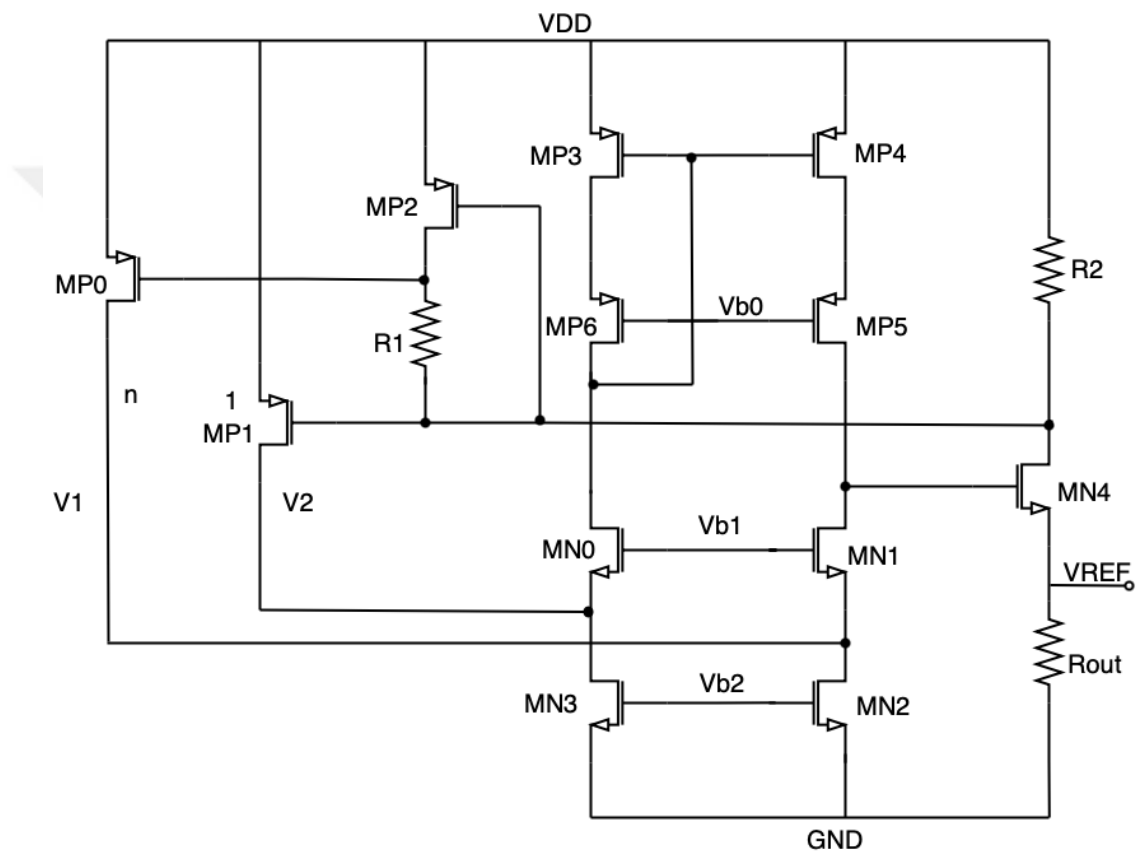 VDD
MP3
MP4
MP2
MP0
R2
MP6
Vb0
MP5
R1
n
1
MP1
V1
V2
MN4
Vb1
MN0
MN1
VREF
Rout
Vb2
MN3
MN2
GND